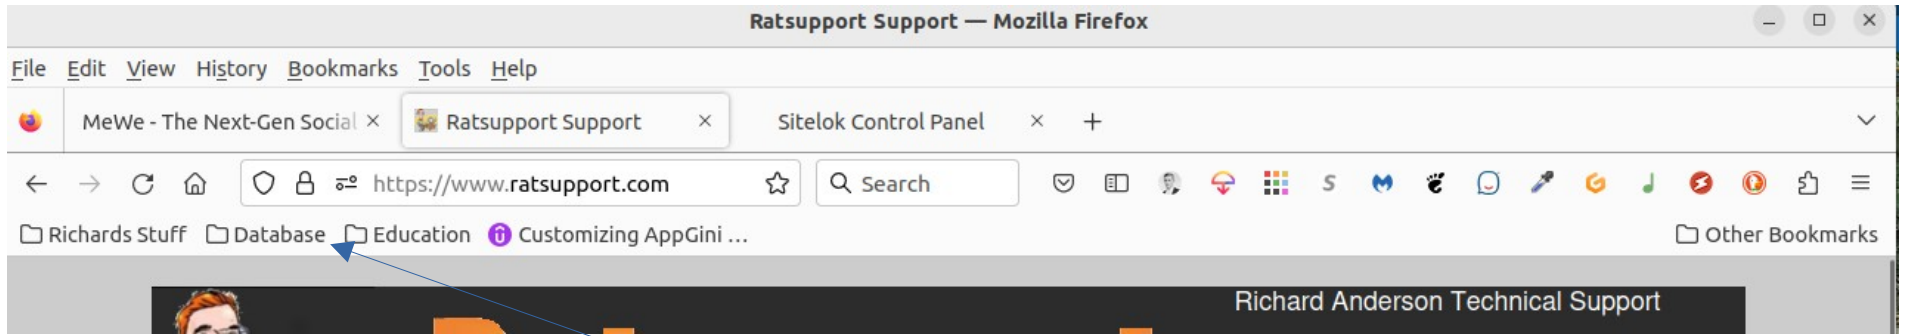 Ratsupport Support — Mozilla Firefox
File Edit View History Bookmarks Tools Help
MeWe - The Next-Gen Social Ratsupport Support Sitelok Control Panel
https://www.ratsupport.com Search
Richards Stuff Database Education Customizing AppGini ... Other Bookmarks
Richard Anderson Technical Support